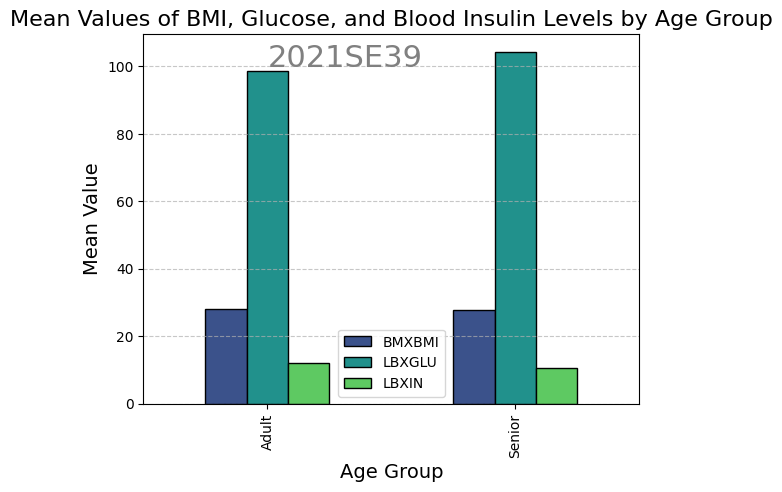 Mean Values of BMI, Glucose, and Blood Insulin Levels by Age Group
2021SE39
100
80
60
40
20
0
Mean Value
BMXBMI
LBXGLU
LBXIN
Adult
Senior
Age Group